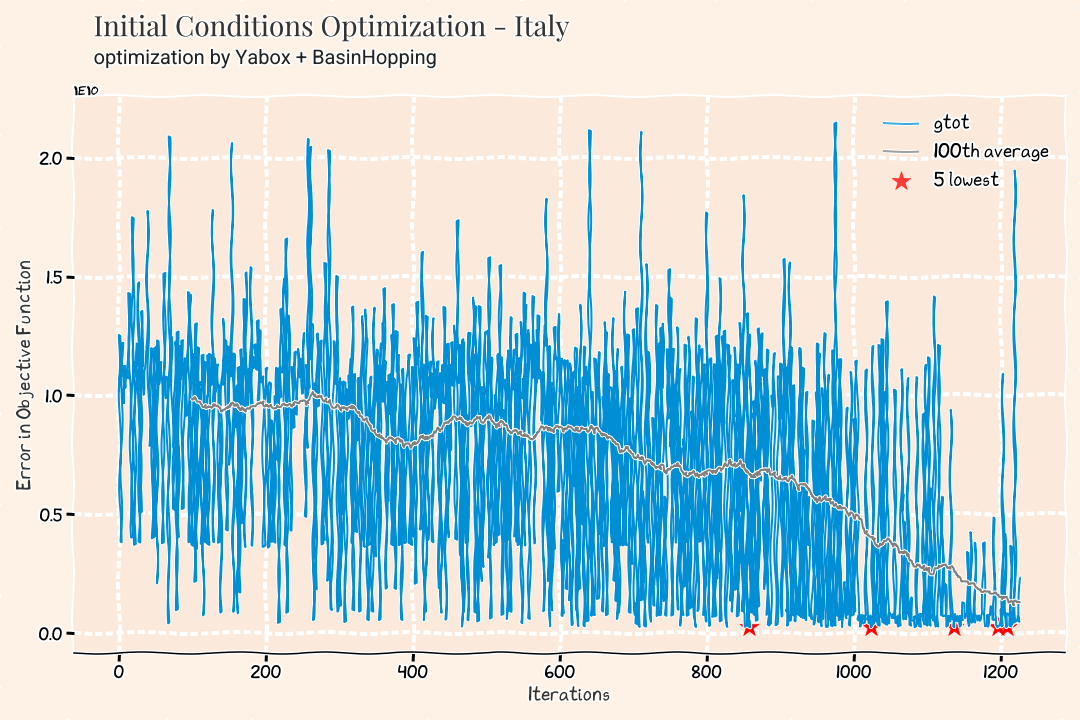 Initial Conditions Optimization - Italy
optimization by Yabox + BasinHopping
1E10
gtot
100th average
5 lowest
2.0
1.5
1.0
0.5
0.0
Error in Objective Function
0 200 400 600 800 1000 1200
Iterations